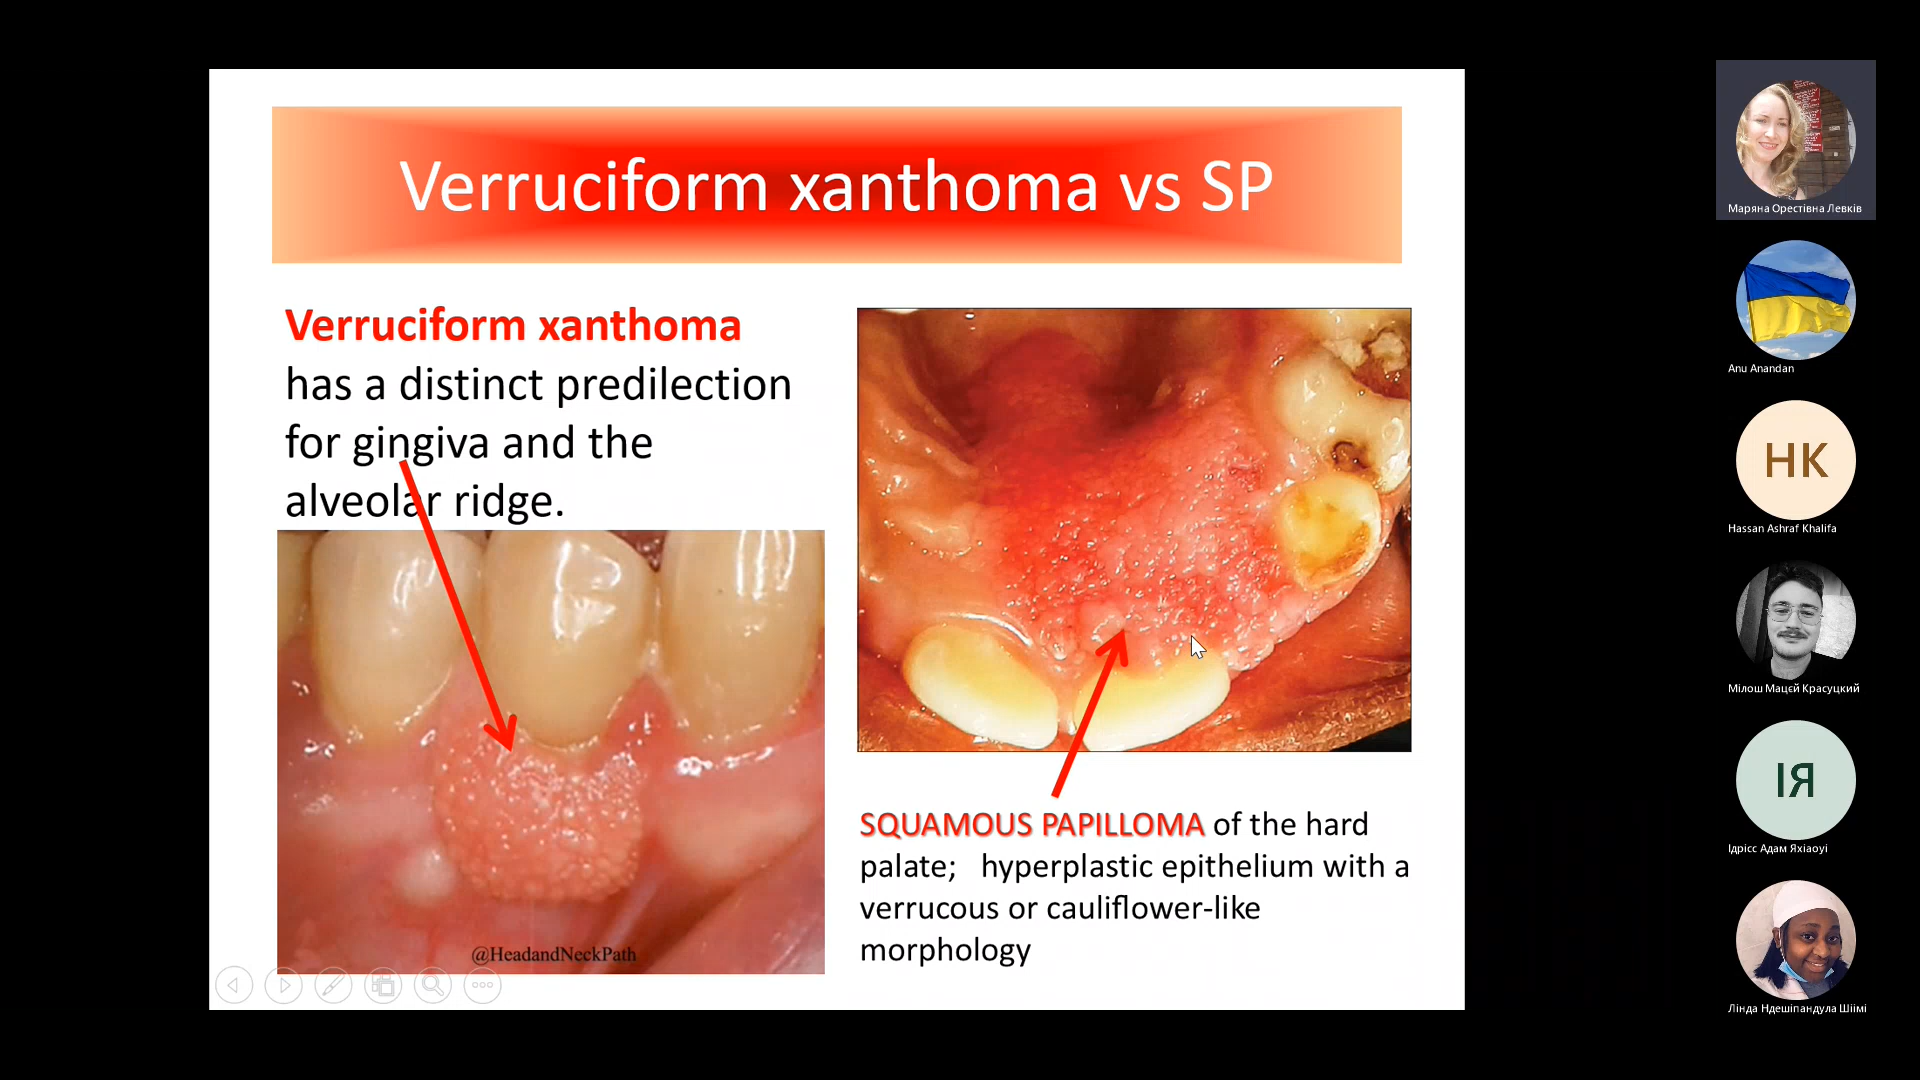 Verruciform xanthoma vs SP
Verruciform xanthoma
has a distinct predilection
for gingiva and the
alveolar ridge.
@HeadandNeckPath
SQUAMOUS PAPILLOMA of the hard
palate; hyperplastic epithelium with a
verrucous or cauliflower-like
morphology
Маряна Орестівна Левків
Anu Anandan
НК
Hassan Ashraf Khalifa
Мілош Мацєй Красуцкий
ІЯ
Ідрісс Адам Яхіаоуі
Лінда Ндешіпандула Шіімі